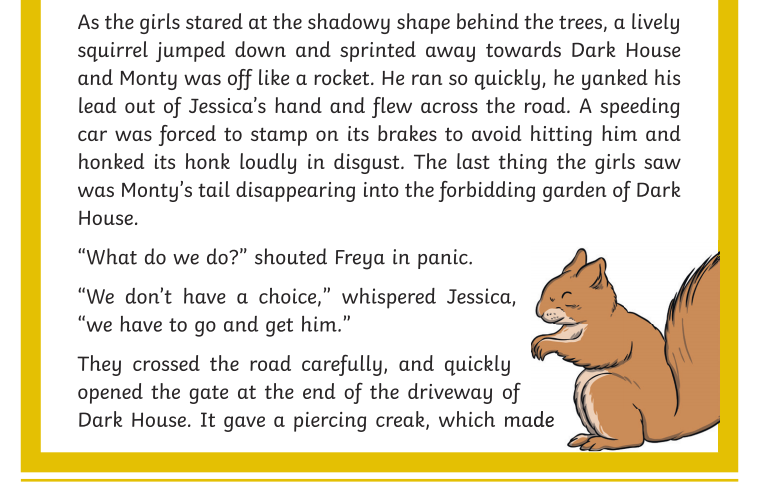 As the girls stared at the shadowy shape behind the trees, a lively
squirrel jumped down and sprinted away towards Dark House
and Monty was off like a rocket. He ran so quickly, he yanked his
lead out of Jessica’s hand and flew across the road. A speeding
car was forced to stamp on its brakes to avoid hitting him and
honked its honk loudly in disgust. The last thing the girls saw
was Monty’s tail disappearing into the forbidding garden of Dark
House.
“What do we do?” shouted Freya in panic.
“We don’t have a choice,” whispered Jessica,
“we have to go and get him.”
They crossed the road carefully, and quickly
opened the gate at the end of the driveway of
Dark House. It gave a piercing creak, which made